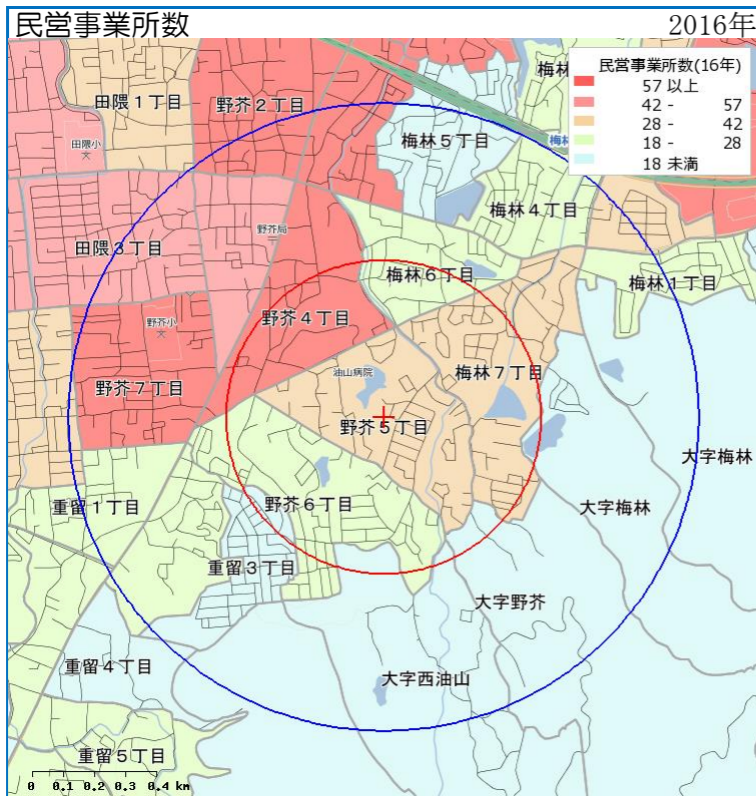 民営事業所数
2016年
民営事業所数(16年)
57 以上
42 - 57
28 - 42
18 - 28
18 未満
田隈1丁目
野芥2丁目
梅林5丁目
田隈小
梅林4丁目
田隈3丁目
野芥局
梅林6丁目
梅林1丁目
野芥小
野芥4丁目
油山病院
梅林7丁目
野芥7丁目
野芥5丁目
大字梅林
重留1丁目
野芥6丁目
大字梅林
重留3丁目
大字野芥
重留4丁目
大字西油山
重留5丁目
0 0.1 0.2 0.3 0.4 km